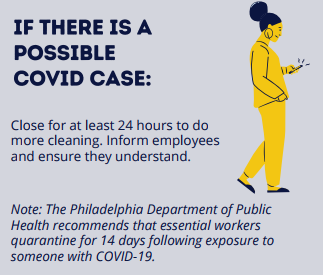 IF THERE IS A
POSSIBLE
COVID CASE:
Close for at least 24 hours to do
more cleaning. Inform employees
and ensure they understand.
Note: The Philadelphia Department of Public
Health recommends that essential workers
quarantine for 14 days following exposure to
someone with COVID-19.